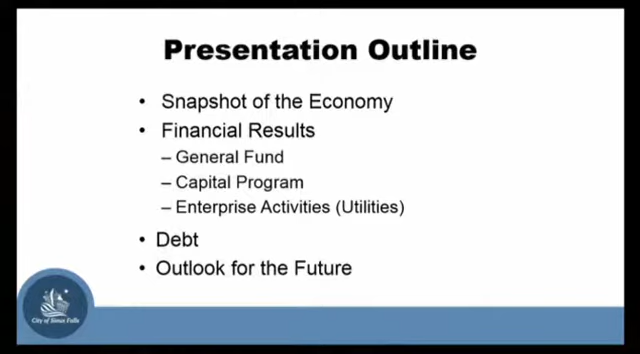 Presentation Outline
• Snapshot of the Economy
• Financial Results
– General Fund
– Capital Program
– Enterprise Activities (Utilities)
• Debt
• Outlook for the Future
City of Sioux Falls